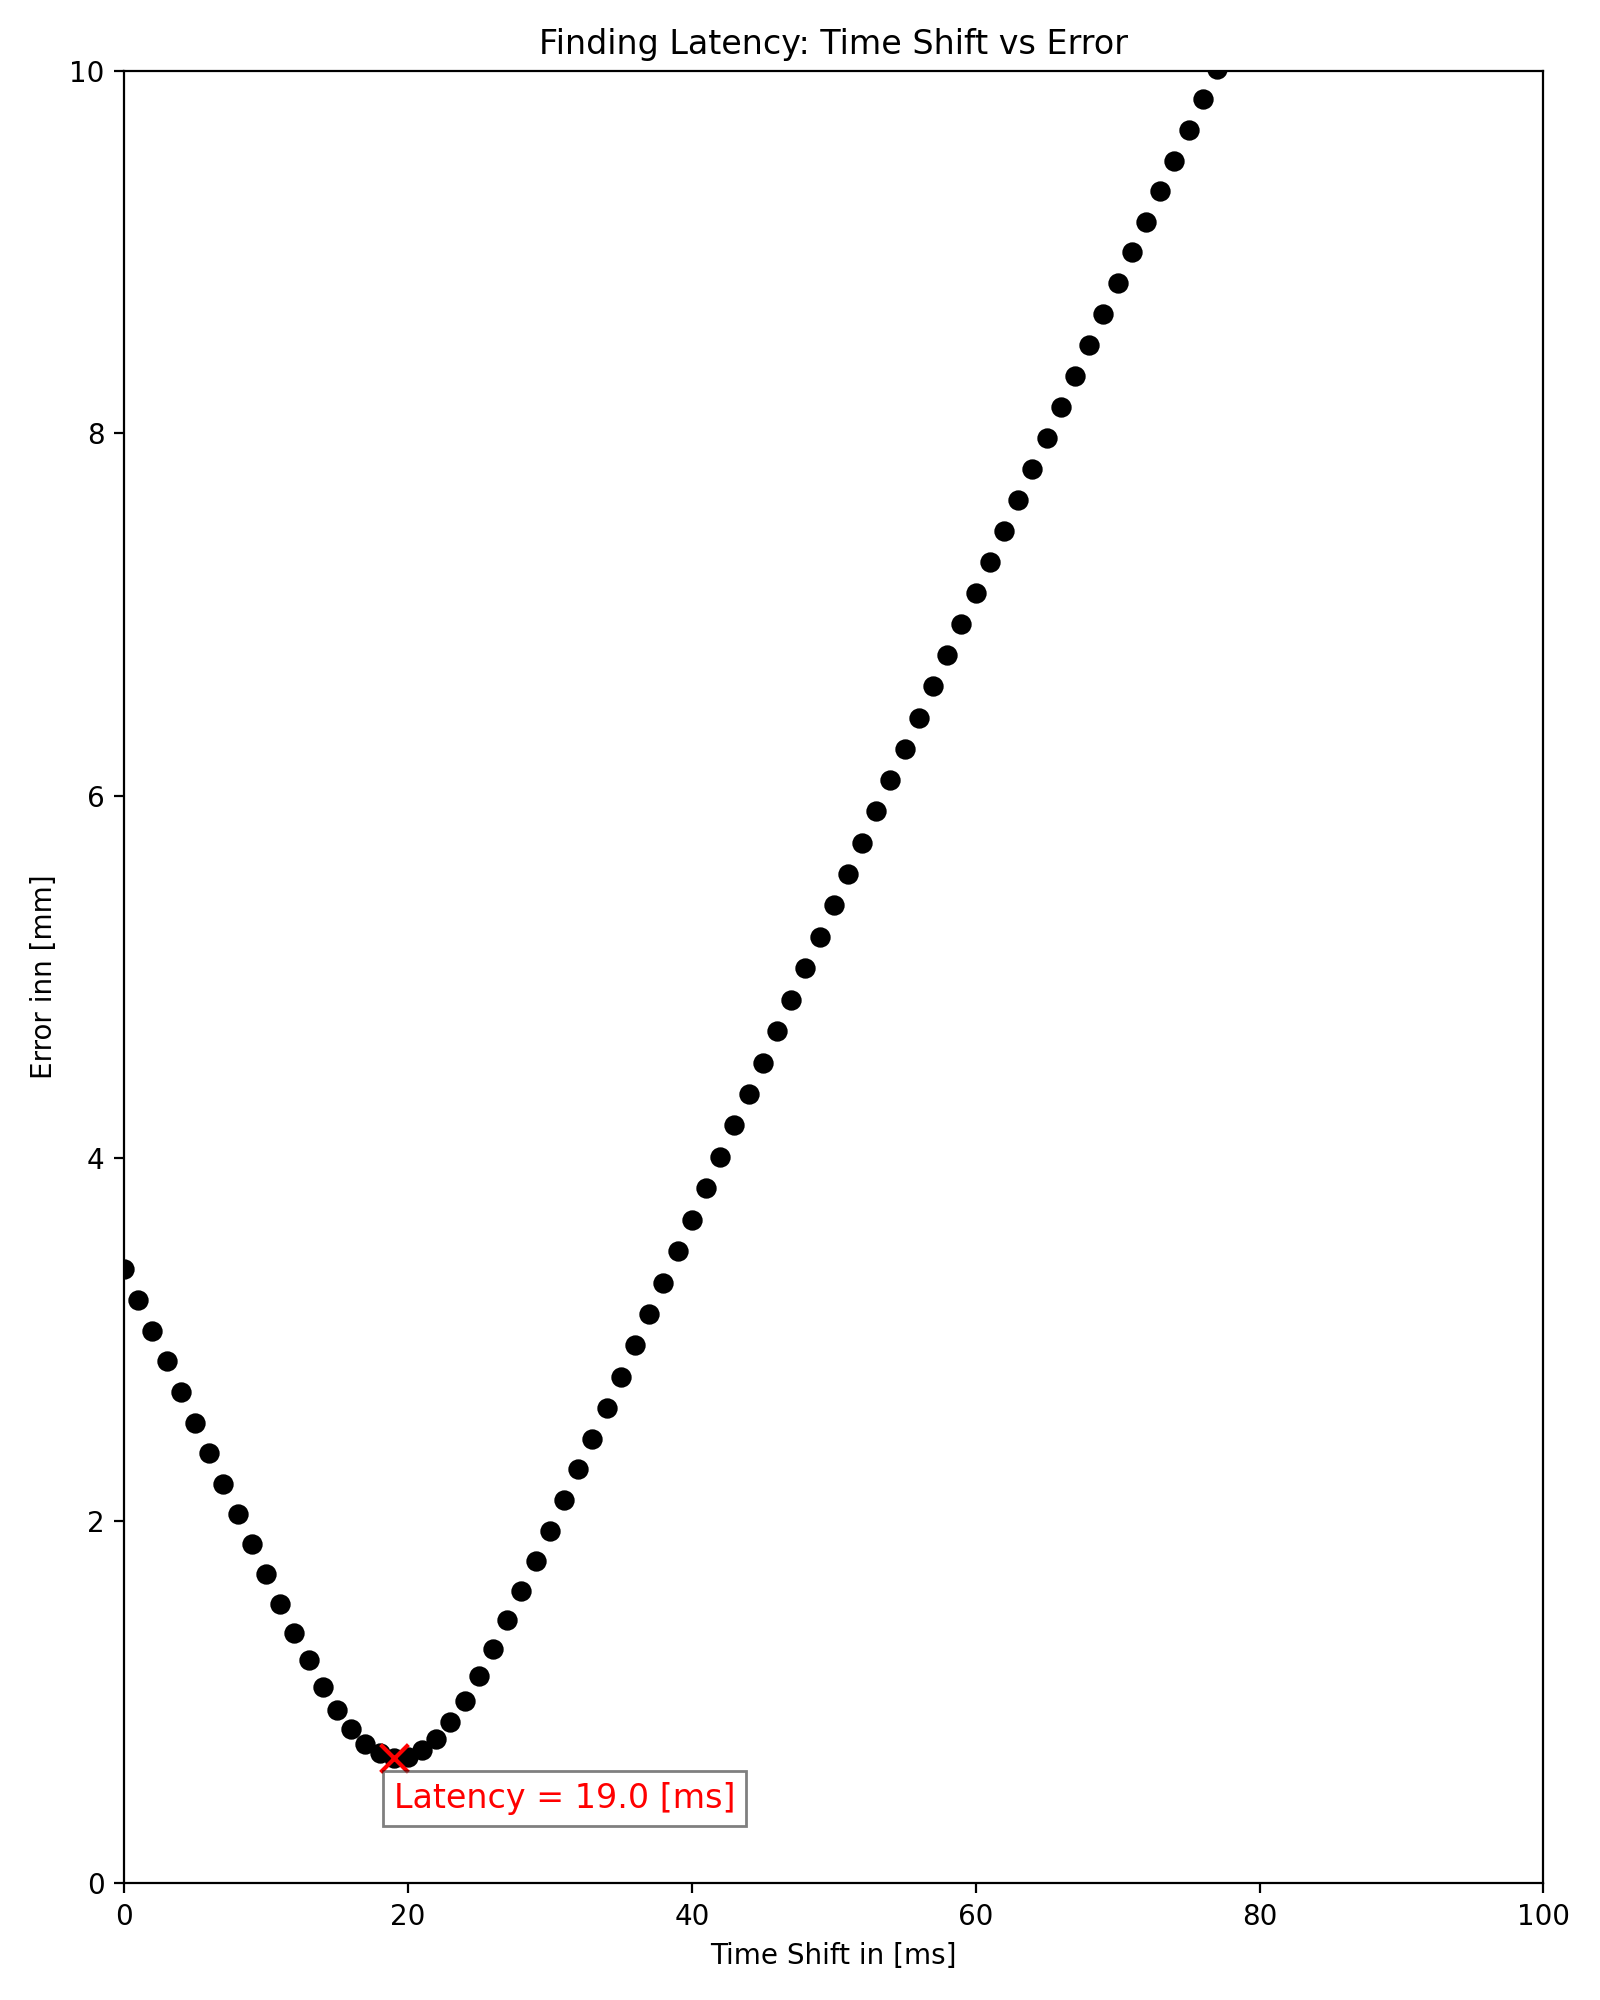 Finding Latency: Time Shift vs Error
10
8
6
4
2
0
Error inn [mm]
Latency = 19.0 [ms]
0 20 40 60 80 100
Time Shift in [ms]